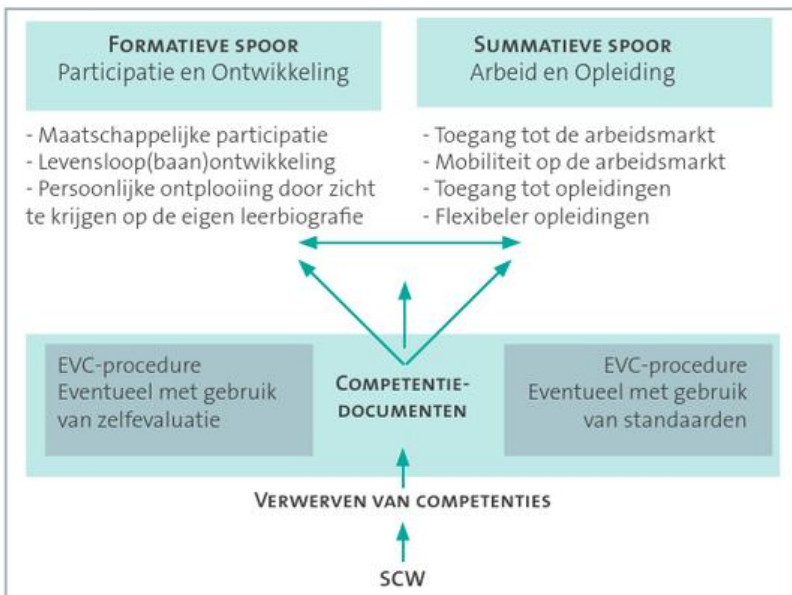 FORMATIEVE SPOOR
Participatie en Ontwikkeling
- Maatschappelijke participatie
- Levensloop(baan)ontwikkeling
- Persoonlijke ontplooiing door zicht
te krijgen op de eigen leerbiografie
SUMMATIEVE SPOOR
Arbeid en Opleiding
- Toegang tot de arbeidsmarkt
- Mobiliteit op de arbeidsmarkt
- Toegang tot opleidingen
- Flexibeler opleidingen
EVC-procedure
Eventueel met gebruik
van zelfevaluatie
COMPETENTIE-
DOCUMENTEN
EVC-procedure
Eventueel met gebruik
van standaarden
VERWERVEN VAN COMPETENTIES
SCW